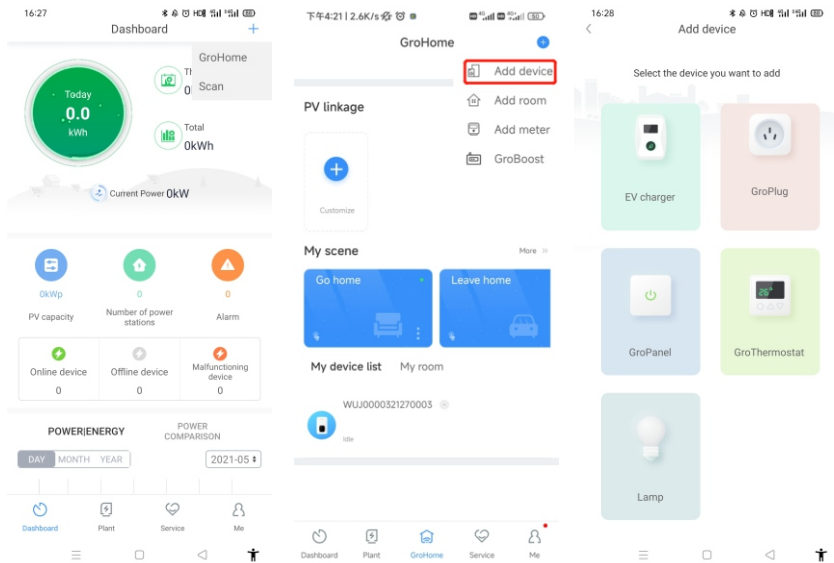 16:27
Dashboard
+
GroHome
Scan
Today
0.0
kWh
Total
0kWh
Current Power 0kW
0kWp
0
0
PV capacity
Number of power
stations
Alarm
Online device
Offline device
Malfunctioning
device
0
0
0
POWER|ENERGY
POWER
COMPARISON
DAY
MONTH
YEAR
2021-05
Dashboard
Plant
Service
Me
下午4:21 | 2.6K/s
GroHome
Add device
Add room
Add meter
GroBoost
PV linkage
Customize
My scene
More
Go home
Leave home
My device list
My room
WUJ0000321270003
Idle
Dashboard
Plant
GroHome
Service
Me
16:28
Add device
Select the device you want to add
EV charger
GroPlug
GroPanel
26°
GroThermostat
Lamp